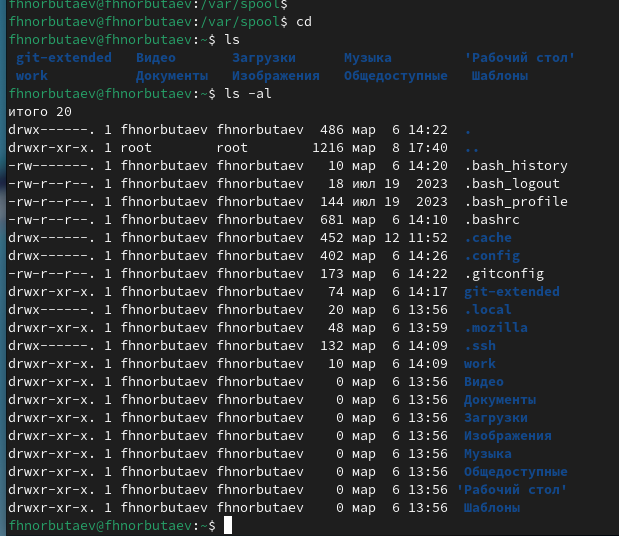 fhnorbutaev@fhnorbutaev:/var/spool$
fhnorbutaev@fhnorbutaev:/var/spool$ cd
fhnorbutaev@fhnorbutaev:~$ ls
git-extended Видео Загрузки Музыка 'Рабочий стол'
work Документы Изображения Общедоступные Шаблоны
fhnorbutaev@fhnorbutaev:~$ ls -al
итого 20
drwx------. 1 fhnorbutaev fhnorbutaev 486 мар 6 14:22 .
drwxr-xr-x. 1 root root 1216 мар 8 17:40 ..
-rw-------. 1 fhnorbutaev fhnorbutaev 10 мар 6 14:20 .bash_history
-rw-r--r--. 1 fhnorbutaev fhnorbutaev 18 июл 19 2023 .bash_logout
-rw-r--r--. 1 fhnorbutaev fhnorbutaev 144 июл 19 2023 .bash_profile
-rw-r--r--. 1 fhnorbutaev fhnorbutaev 681 мар 6 14:10 .bashrc
drwx------. 1 fhnorbutaev fhnorbutaev 452 мар 12 11:52 .cache
drwx------. 1 fhnorbutaev fhnorbutaev 402 мар 6 14:26 .config
-rw-r--r--. 1 fhnorbutaev fhnorbutaev 173 мар 6 14:22 .gitconfig
drwxr-xr-x. 1 fhnorbutaev fhnorbutaev 74 мар 6 14:17 git-extended
drwx------. 1 fhnorbutaev fhnorbutaev 20 мар 6 13:56 .local
drwxr-xr-x. 1 fhnorbutaev fhnorbutaev 48 мар 6 13:59 .mozilla
drwx------. 1 fhnorbutaev fhnorbutaev 132 мар 6 14:09 .ssh
drwxr-xr-x. 1 fhnorbutaev fhnorbutaev 10 мар 6 14:09 work
drwxr-xr-x. 1 fhnorbutaev fhnorbutaev 0 мар 6 13:56 Видео
drwxr-xr-x. 1 fhnorbutaev fhnorbutaev 0 мар 6 13:56 Документы
drwxr-xr-x. 1 fhnorbutaev fhnorbutaev 0 мар 6 13:56 Загрузки
drwxr-xr-x. 1 fhnorbutaev fhnorbutaev 0 мар 6 13:56 Изображения
drwxr-xr-x. 1 fhnorbutaev fhnorbutaev 0 мар 6 13:56 Музыка
drwxr-xr-x. 1 fhnorbutaev fhnorbutaev 0 мар 6 13:56 Общедоступные
drwxr-xr-x. 1 fhnorbutaev fhnorbutaev 0 мар 6 13:56 'Рабочий стол'
drwxr-xr-x. 1 fhnorbutaev fhnorbutaev 0 мар 6 13:56 Шаблоны
fhnorbutaev@fhnorbutaev:~$